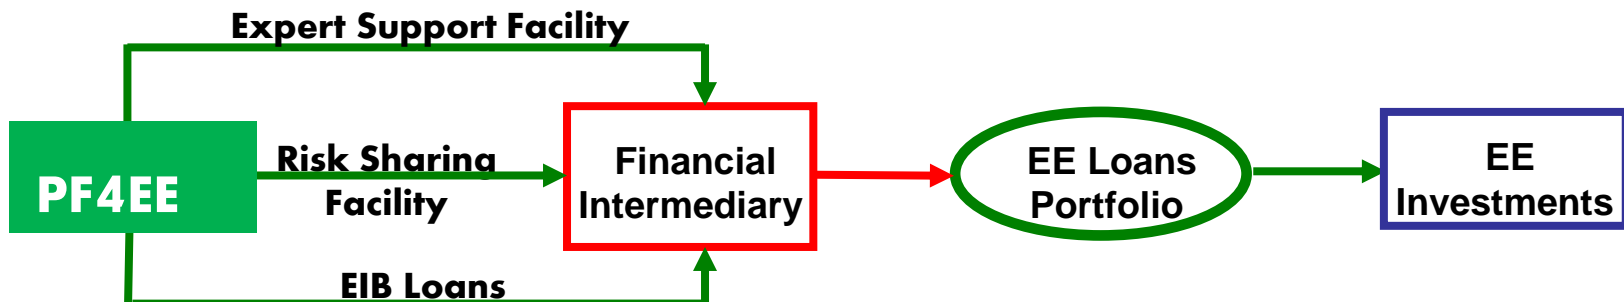 Expert Support Facility
PF4EE
Risk Sharing
Facility
EIB Loans
Financial
Intermediary
EE Loans
Portfolio
EE
Investments